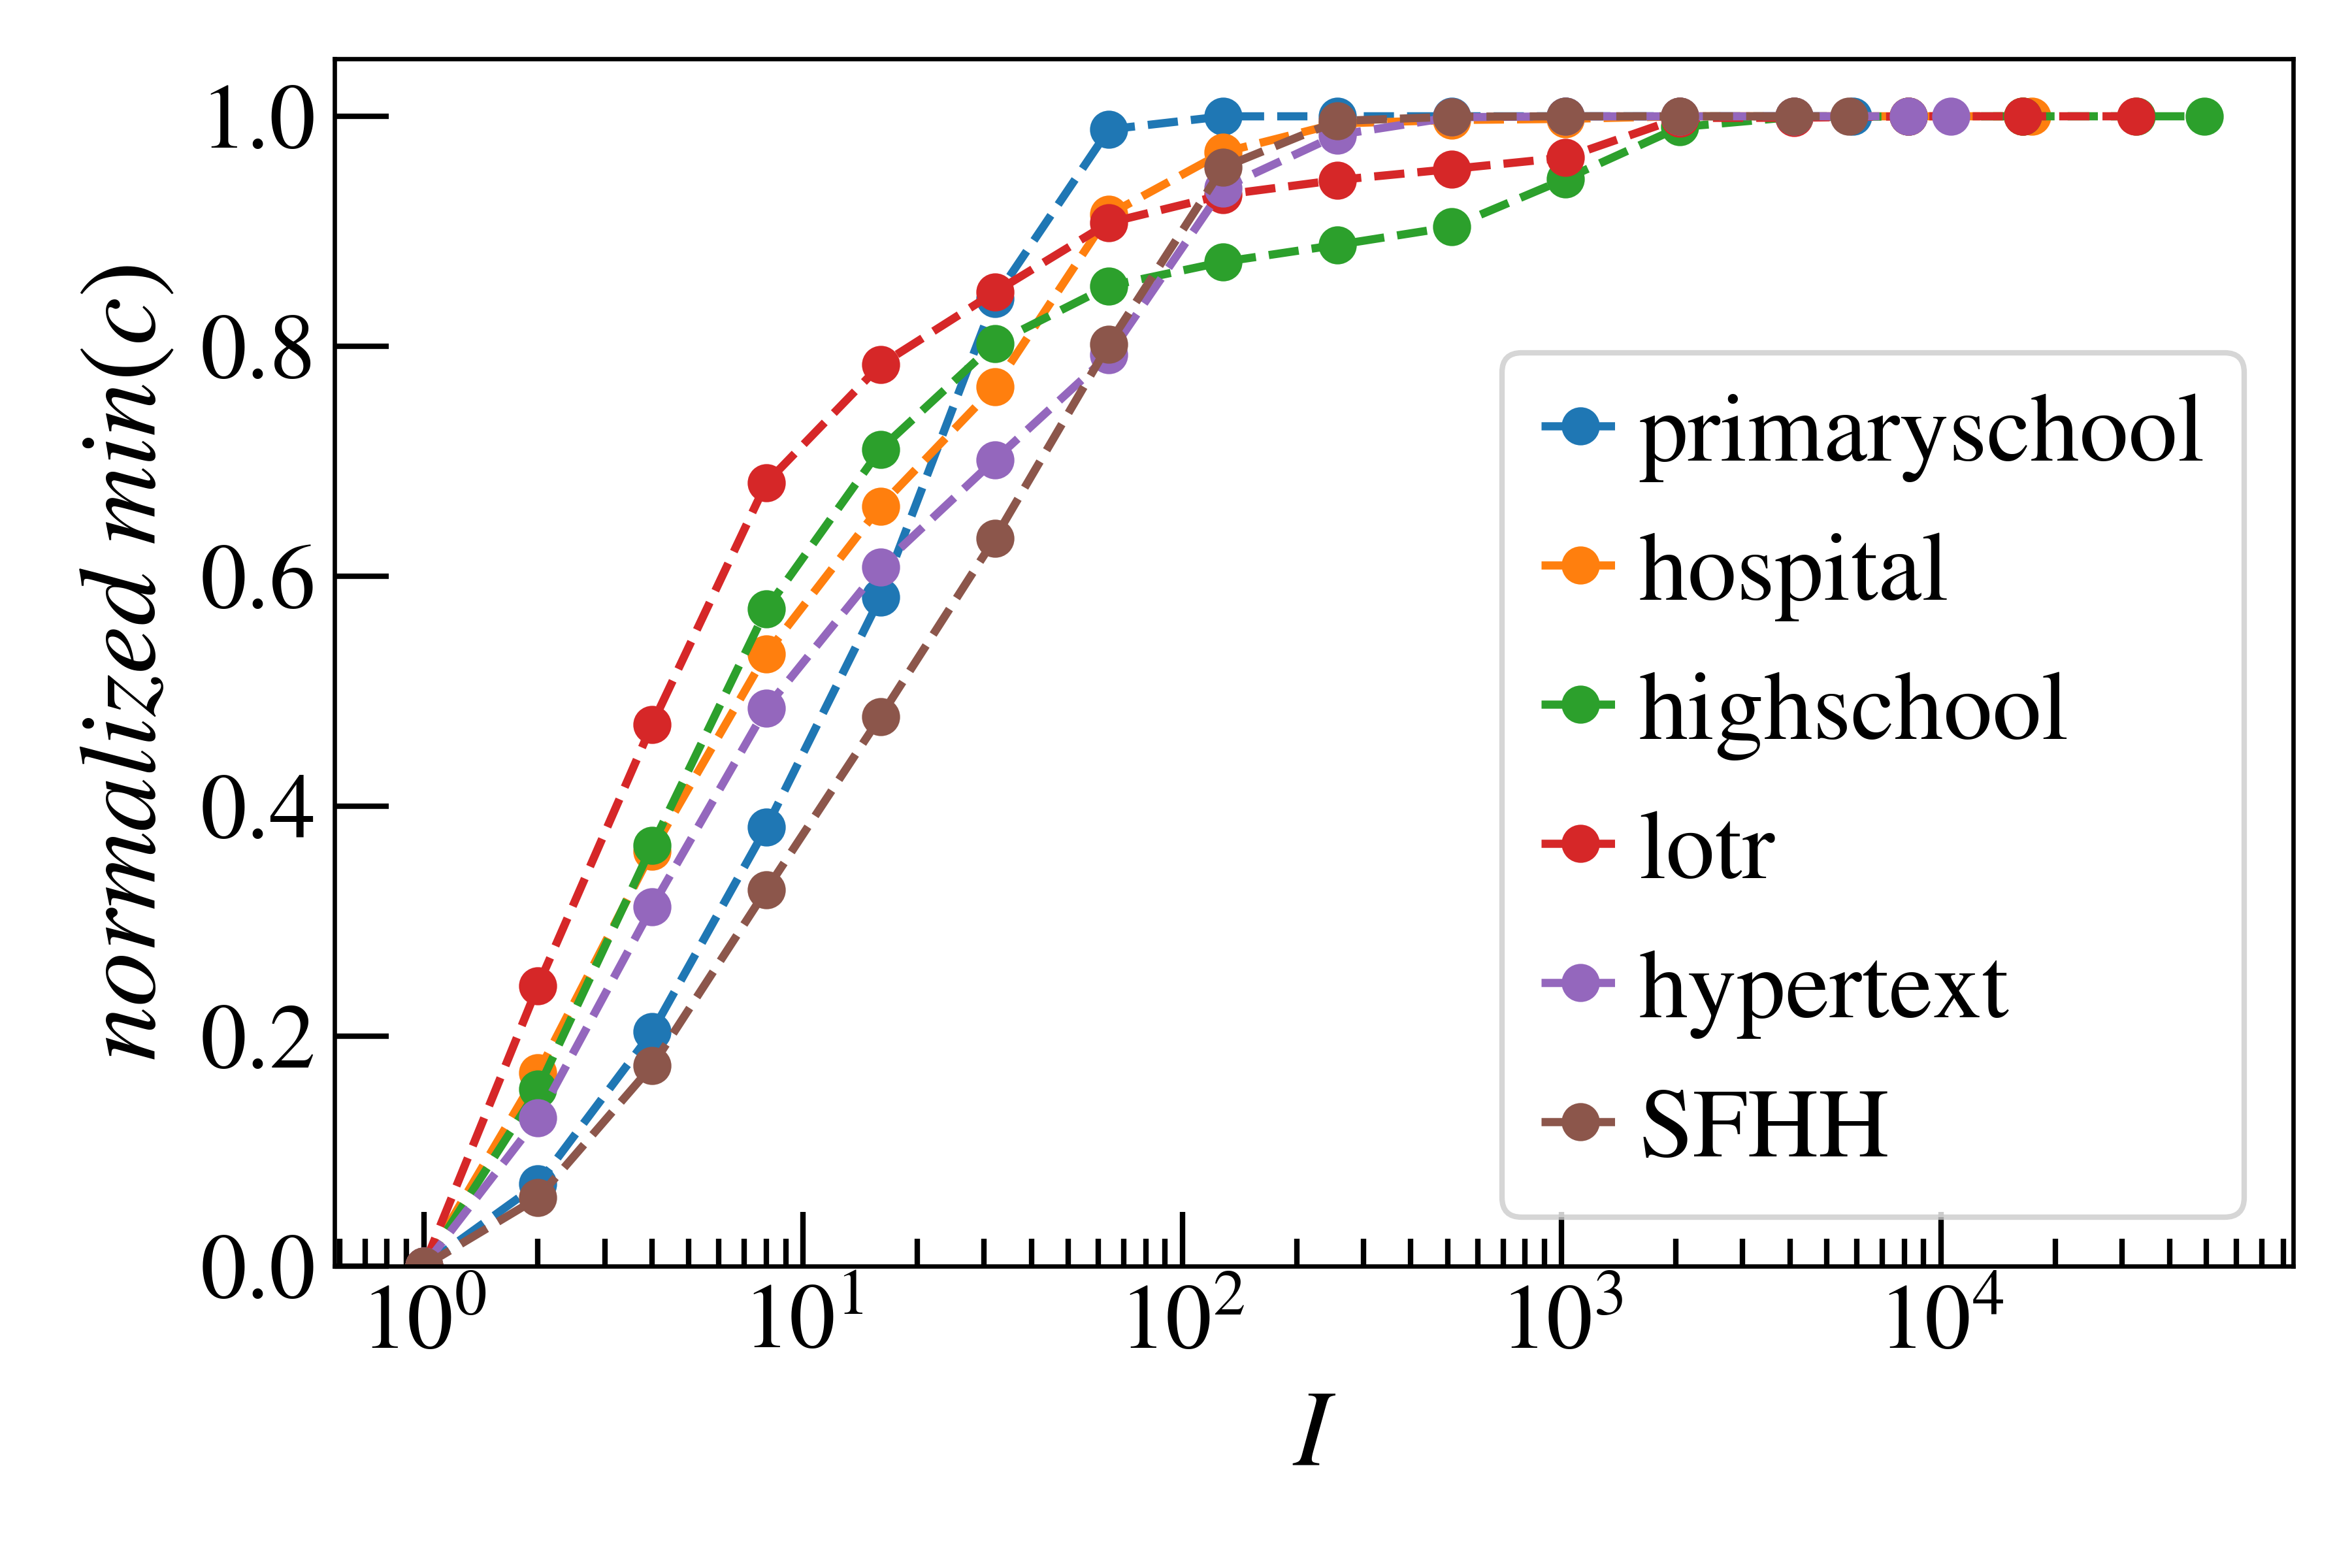 normalized min(c)
1.0
0.8
0.6
0.4
0.2
0.0
10^0 10^1 10^2 10^3 10^4
I
primaryschool
hospital
highschool
lotr
hypertext
SFHH